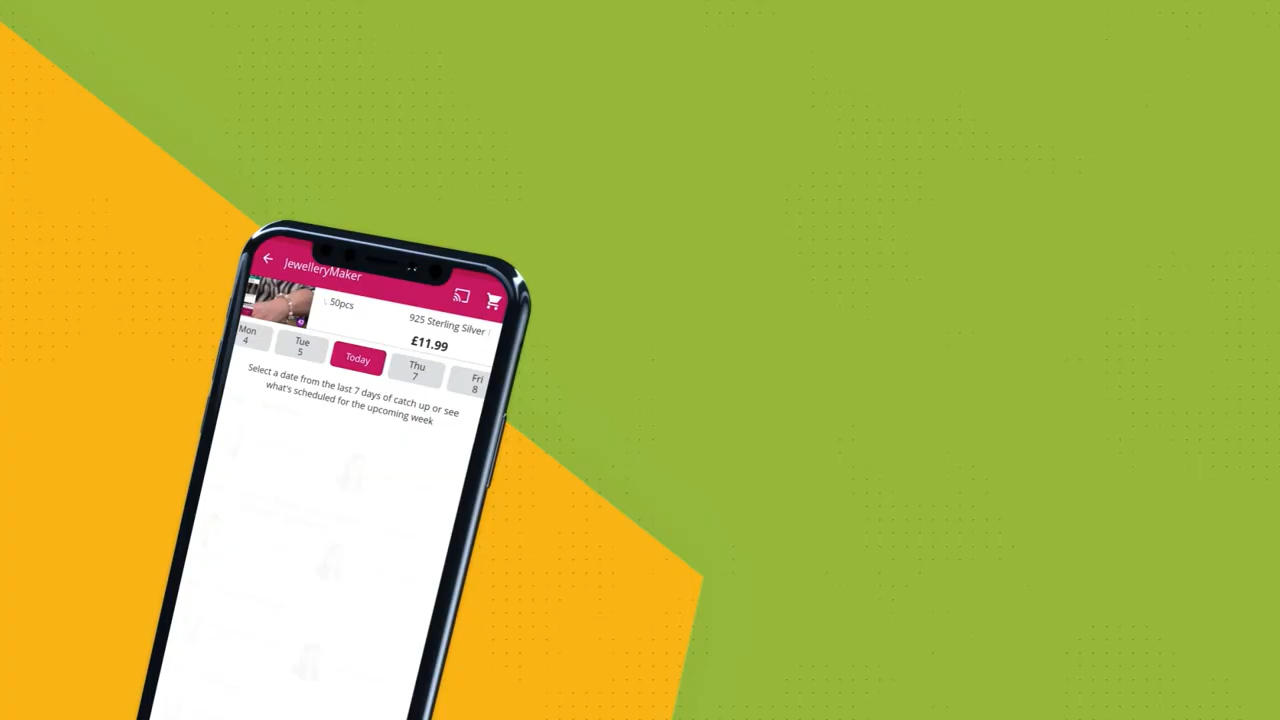 JewelleryMaker
50pcs
925 Sterling Silver
£11.99
Mon
4
Tue
5
Today
Thu
7
Fri
8
Select a date from the last 7 days of catch up or see
what's scheduled for the upcoming week